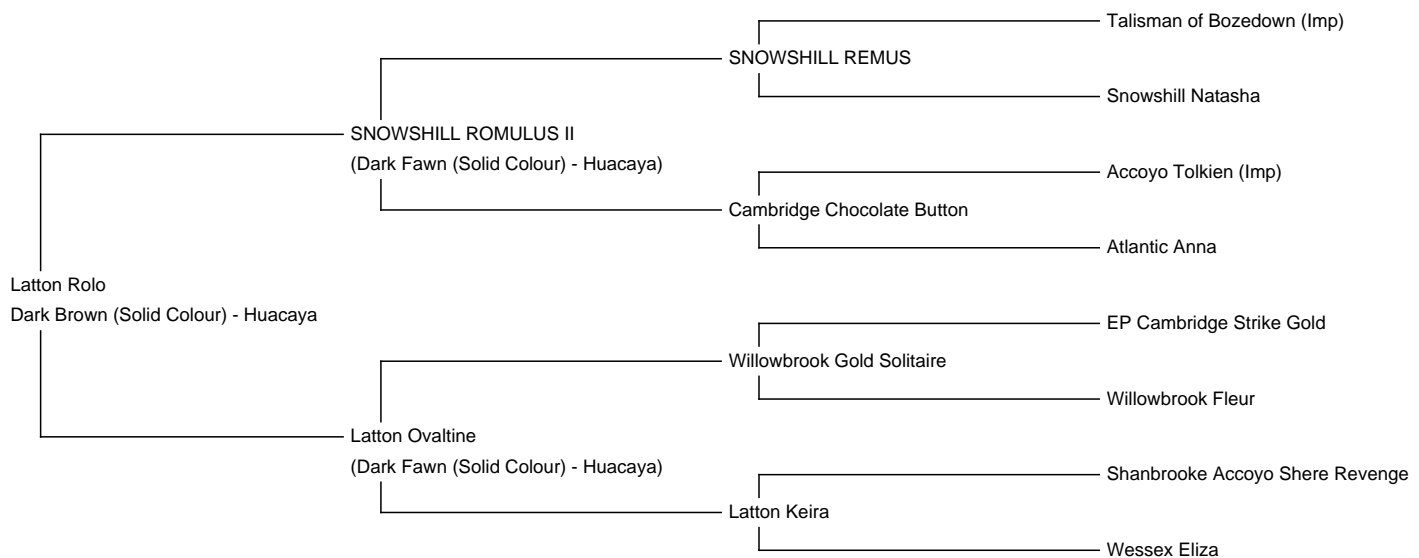 Talisman of Bozedown (Imp)
SNOWSHILL REMUS
Snowshill Natasha
SNOWSHILL ROMULUS II
(Dark Fawn (Solid Colour) - Huacaya)
Accoyo Tolkien (Imp)
Cambridge Chocolate Button
Atlantic Anna
Latton Rolo
Dark Brown (Solid Colour) - Huacaya
EP Cambridge Strike Gold
Willowbrook Gold Solitaire
Willowbrook Fleur
Latton Ovaltine
(Dark Fawn (Solid Colour) - Huacaya)
Shanbrooke Accoyo Shere Revenge
Latton Keira
Wessex Eliza